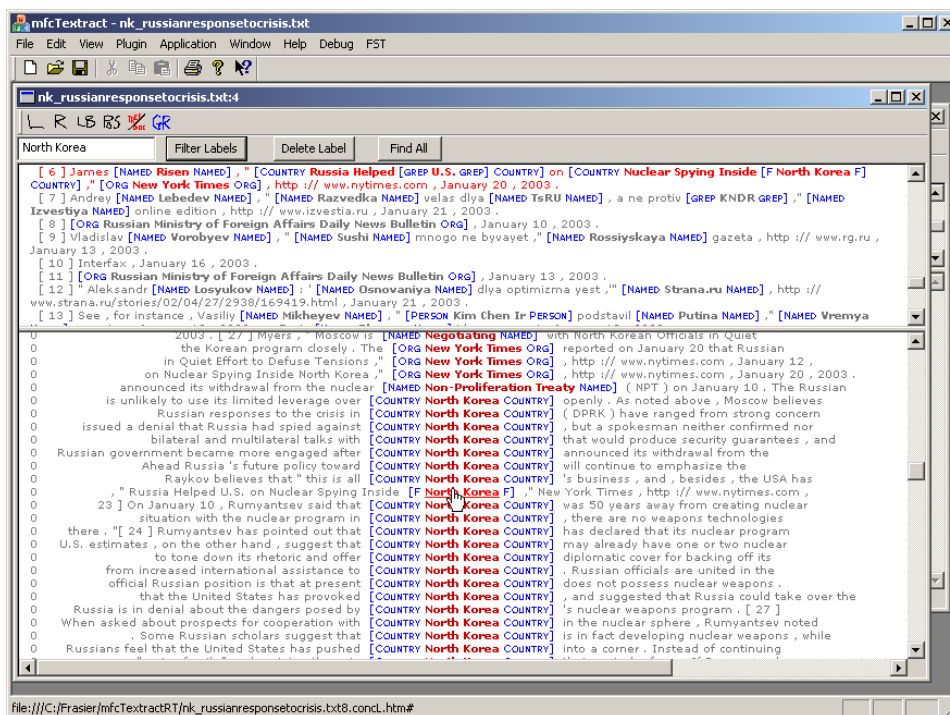 mfcTextract - nk_russianresponsetocrisis.txt
File Edit View Plugin Application Window Help Debug FST
nk_russianresponsetocrisis.txt:4
L R LB GR
North Korea Filter Labels Delete Label Find All
[ 6 ] James [NAMED Risen NAMED] , " [COUNTRY Russia Helped [GREP U.S. GREP] COUNTRY] on [COUNTRY Nuclear Spying Inside [F North Korea F]
COUNTRY] ," [ORG New York Times ORG] , http :// www.nytimes.com , January 20 , 2003 .
[ 7 ] Andrey [NAMED Lebedev NAMED] , " [NAMED Razvedka NAMED] velas dlya [NAMED TsRU NAMED] , a ne protiv [GREP KNDR GREP] ," [NAMED
Izvestiya NAMED] online edition , http :// www.izvestia.ru , January 21 , 2003 .
[ 8 ] [ORG Russian Ministry of Foreign Affairs Daily News Bulletin ORG] , January 10 , 2003 .
[ 9 ] Vladislav [NAMED Vorobyev NAMED] , " [NAMED Sushi NAMED] mnogo ne byvayet ," [NAMED Rossiyskaya NAMED] gazeta , http :// www.rg.ru ,
January 13 , 2003 .
[ 10 ] Interfax , January 16 , 2003 .
[ 11 ] [ORG Russian Ministry of Foreign Affairs Daily News Bulletin ORG] , January 13 , 2003 .
[ 12 ] " Aleksandr [NAMED Losyukov NAMED] : ' [NAMED Osnovaniya NAMED] dlya optimizma yest ,'" [NAMED Strana.ru NAMED] , http ://
www.strana.ru/stories/02/04/27/2938/169419.html , January 21 , 2003 .
[ 13 ] See , for instance , Vasiliy [NAMED Mikheyev NAMED] , " [PERSON Kim Chen Ir PERSON] podstavil [NAMED Putina NAMED] ," [NAMED Vremya
0 2003 . [ 27 ] Myers , " Moscow is [NAMED Negotiating NAMED] with North Korean Officials in Quiet
0 the Korean program closely . The [ORG New York Times ORG] reported on January 20 that Russian
0 in Quiet Effort to Defuse Tensions ," [ORG New York Times ORG] , http :// www.nytimes.com , January 12 ,
0 on Nuclear Spying Inside North Korea ," [ORG New York Times ORG] , http :// www.nytimes.com , January 20 , 2003 .
0 announced its withdrawal from the nuclear [NAMED Non-Proliferation Treaty NAMED] ( NPT ) on January 10 . The Russian
0 is unlikely to use its limited leverage over [COUNTRY North Korea COUNTRY] openly . As noted above , Moscow believes
0 Russian responses to the crisis in [COUNTRY North Korea COUNTRY] ( DPRK ) have ranged from strong concern
0 issued a denial that Russia had spied against [COUNTRY North Korea COUNTRY] , but a spokesman neither confirmed nor
0 bilateral and multilateral talks with [COUNTRY North Korea COUNTRY] that would produce security guarantees , and
0 Russian government became more engaged after [COUNTRY North Korea COUNTRY] announced its withdrawal from the
0 Ahead Russia 's future policy toward [COUNTRY North Korea COUNTRY] will continue to emphasize the
0 Raykov believes that " this is all [COUNTRY North Korea COUNTRY] 's business , and , besides , the USA has
0 , " Russia Helped U.S. on Nuclear Spying Inside [F North Korea F] ," New York Times , http :// www.nytimes.com ,
0 23 ] On January 10 , Rumyantsev said that [COUNTRY North Korea COUNTRY] was 50 years away from creating nuclear
0 situation with the nuclear program in [COUNTRY North Korea COUNTRY] , there are no weapons technologies
0 there . "[ 24 ] Rumyantsev has pointed out that [COUNTRY North Korea COUNTRY] has declared that its nuclear program
0 U.S. estimates , on the other hand , suggest that [COUNTRY North Korea COUNTRY] may already have one or two nuclear
0 to tone down its rhetoric and offer [COUNTRY North Korea COUNTRY] diplomatic cover for backing off its
0 from increased international assistance to [COUNTRY North Korea COUNTRY] . Russian officials are united in the
0 official Russian position is that at present [COUNTRY North Korea COUNTRY] does not possess nuclear weapons .
0 that the United States has provoked [COUNTRY North Korea COUNTRY] , and suggested that Russia could take over the
0 Russia is in denial about the dangers posed by [COUNTRY North Korea COUNTRY] 's nuclear weapons program . [ 27 ]
0 When asked about prospects for cooperation with [COUNTRY North Korea COUNTRY] in the nuclear sphere , Rumyantsev noted
0 . Some Russian scholars suggest that [COUNTRY North Korea COUNTRY] is in fact developing nuclear weapons , while
0 Russians feel that the United States has pushed [COUNTRY North Korea COUNTRY] into a corner . Instead of continuing
file:///C:/Frasier/mfcTextractRT/nk_russianresponsetocrisis.txt8.concL.htm#